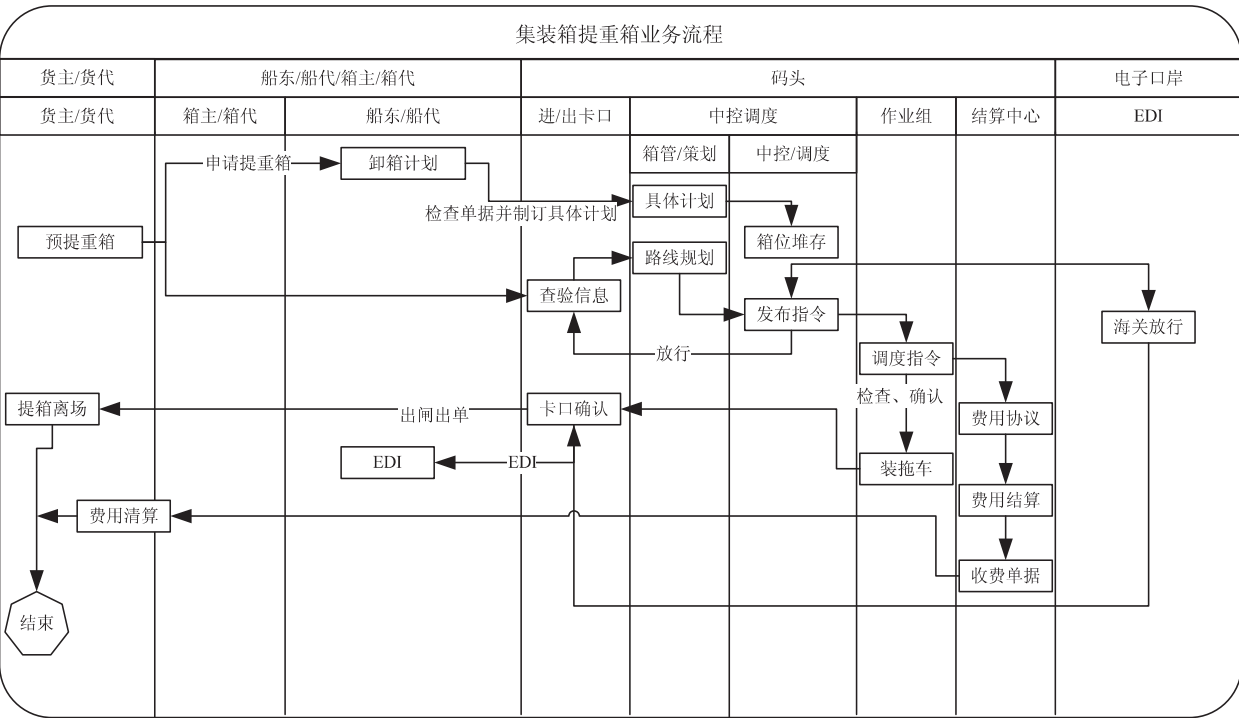 集装箱提重箱业务流程
货主/货代
船东/船代/箱主/箱代
码头
电子口岸
货主/货代
箱主/箱代
船东/船代
进/出卡口
中控调度
作业组
结算中心
EDI
箱管/策划
中控/调度
申请提重箱
卸箱计划
具体计划
检查单据并制订具体计划
预提重箱
箱位堆存
路线规划
查验信息
发布指令
海关放行
放行
调度指令
检查、确认
提箱离场
出闸出单
卡口确认
费用协议
EDI
EDI
装拖车
费用清算
费用结算
收费单据
结束